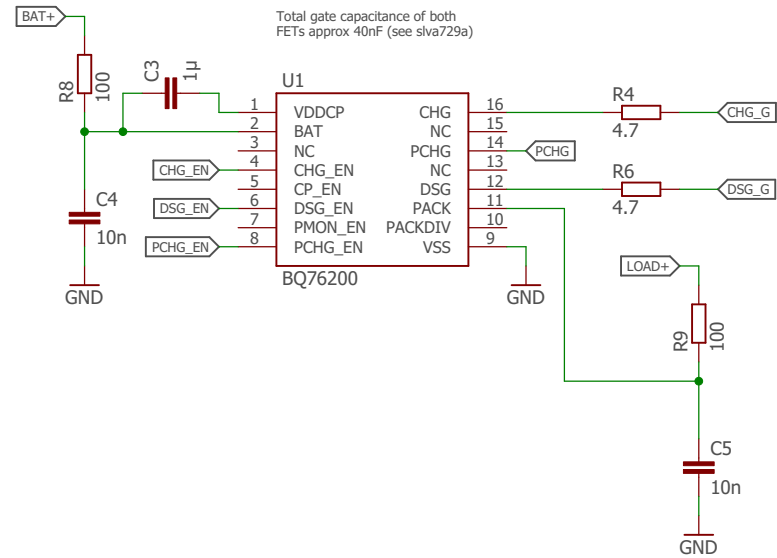 Total gate capacitance of both
FETs approx 40nF (see slva729a)
BAT+
R8
100
C3
1µ
U1
1 VDDCP CHG 16
2 BAT NC 15
3 NC PCHG 14
4 CHG_EN NC 13
5 CP_EN DSG 12
6 DSG_EN PACK 11
7 PMON_EN PACKDIV 10
8 PCHG_EN VSS 9
BQ76200
CHG_EN
DSG_EN
PCHG_EN
C4
10n
GND
R4
4.7
CHG_G
PCHG
R6
4.7
DSG_G
GND
LOAD+
R9
100
C5
10n
GND